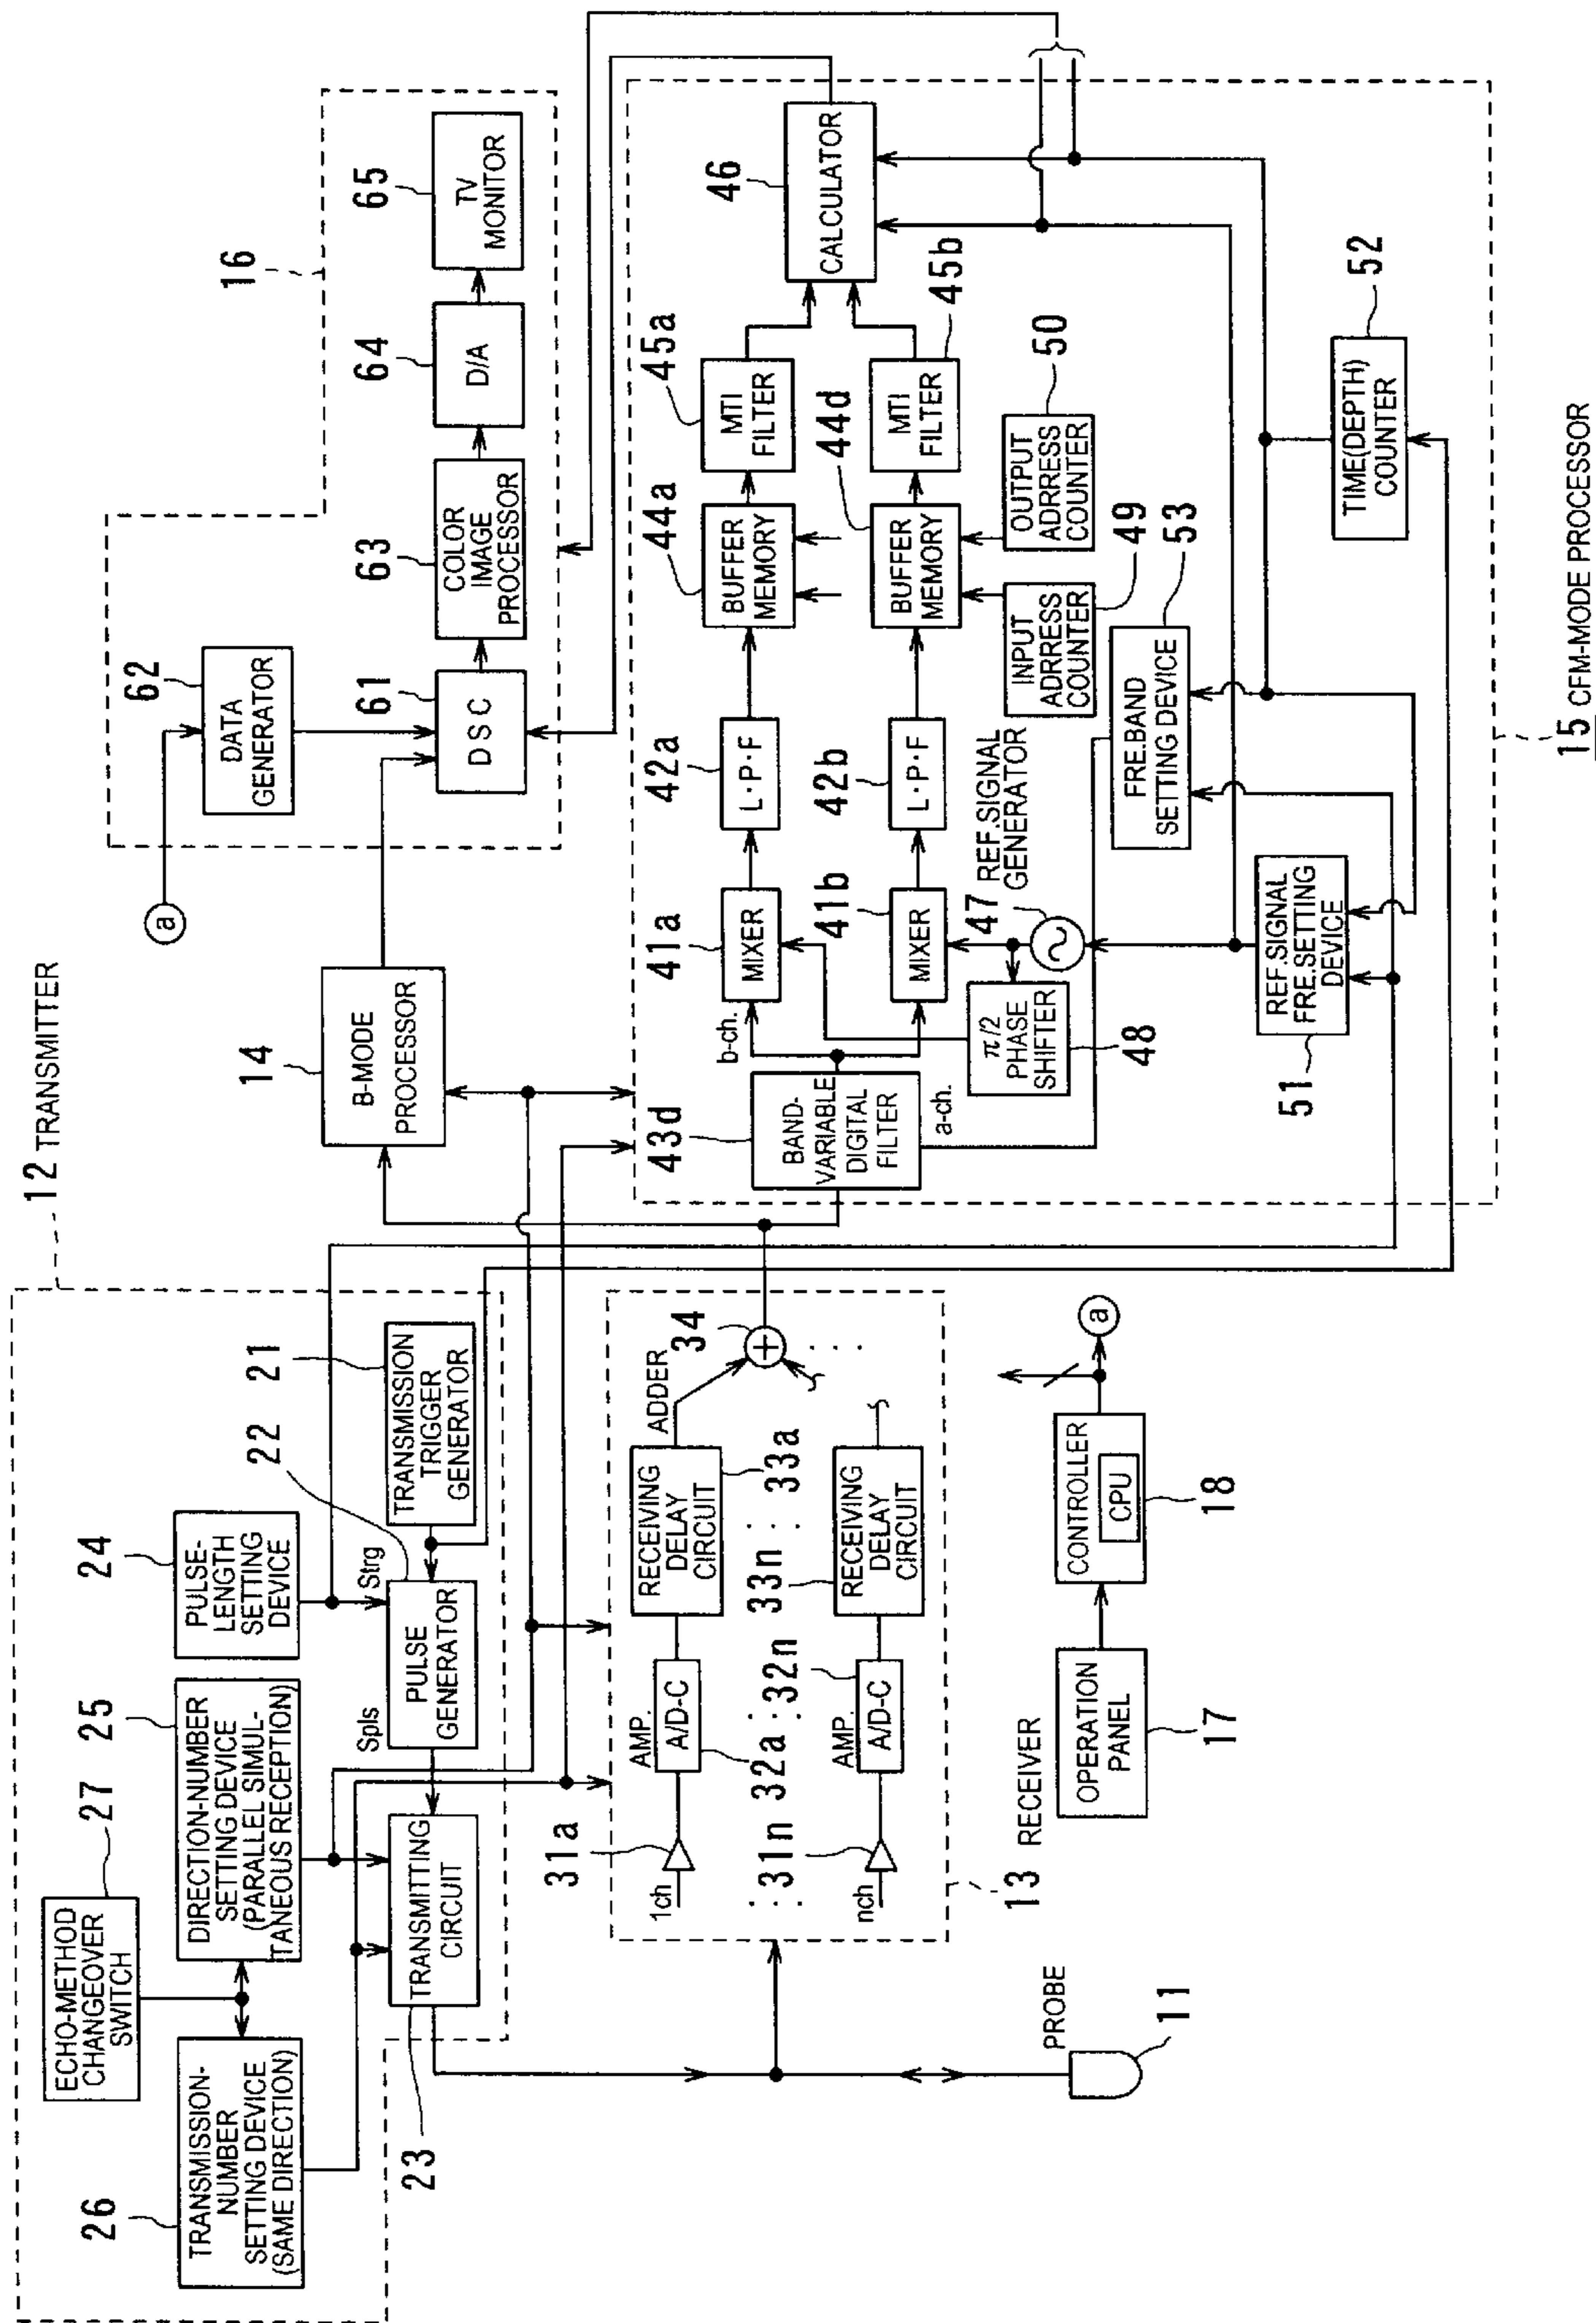 12 TRANSMITTER
27
ECHO-METHOD
CHANGEOVER
SWITCH
26
TRANSMISSION-
NUMBER
SETTING DEVICE
(SAME DIRECTION)
25
DIRECTION-NUMBER
SETTING DEVICE
(PARALLEL SIMUL-
TANEOUS RECEPTION)
24
PULSE-
LENGTH
SETTING
DEVICE
23
TRANSMITTING
CIRCUIT
Spls
Strg
22
PULSE
GENERATOR
21
TRANSMISSION
TRIGGER
GENERATOR
14
B-MODE
PROCESSOR
a
16
62
DATA
GENERATOR
61
DSC
63
COLOR
IMAGE
PROCESSOR
64
D/A
65
TV
MONITOR
PROBE
11
13 RECEIVER
1ch
31a
AMP.
A/D-C
32a
RECEIVING
DELAY
CIRCUIT
33a
ADDER
34
nch
31n
AMP.
A/D-C
32n
RECEIVING
DELAY
CIRCUIT
33n
OPERATION
PANEL
17
CONTROLLER
CPU
18
a
43d
BAND-
VARIABLE
DIGITAL
FILTER
b-ch.
a-ch.
41a
MIXER
42a
L·P·F
44a
BUFFER
MEMORY
45a
MTI
FILTER
46
CALCULATOR
41b
MIXER
42b
L·P·F
44d
BUFFER
MEMORY
45b
MTI
FILTER
π/2
PHASE
SHIFTER
48
47
REF.SIGNAL
GENERATOR
INPUT
ADRRESS
COUNTER
49
OUTPUT
ADRRESS
COUNTER
50
REF.SIGNAL
FRE.SETTING
DEVICE
51
FRE.BAND
SETTING DEVICE
53
TIME(DEPTH)
COUNTER
52
15 CFM-MODE PROCESSOR